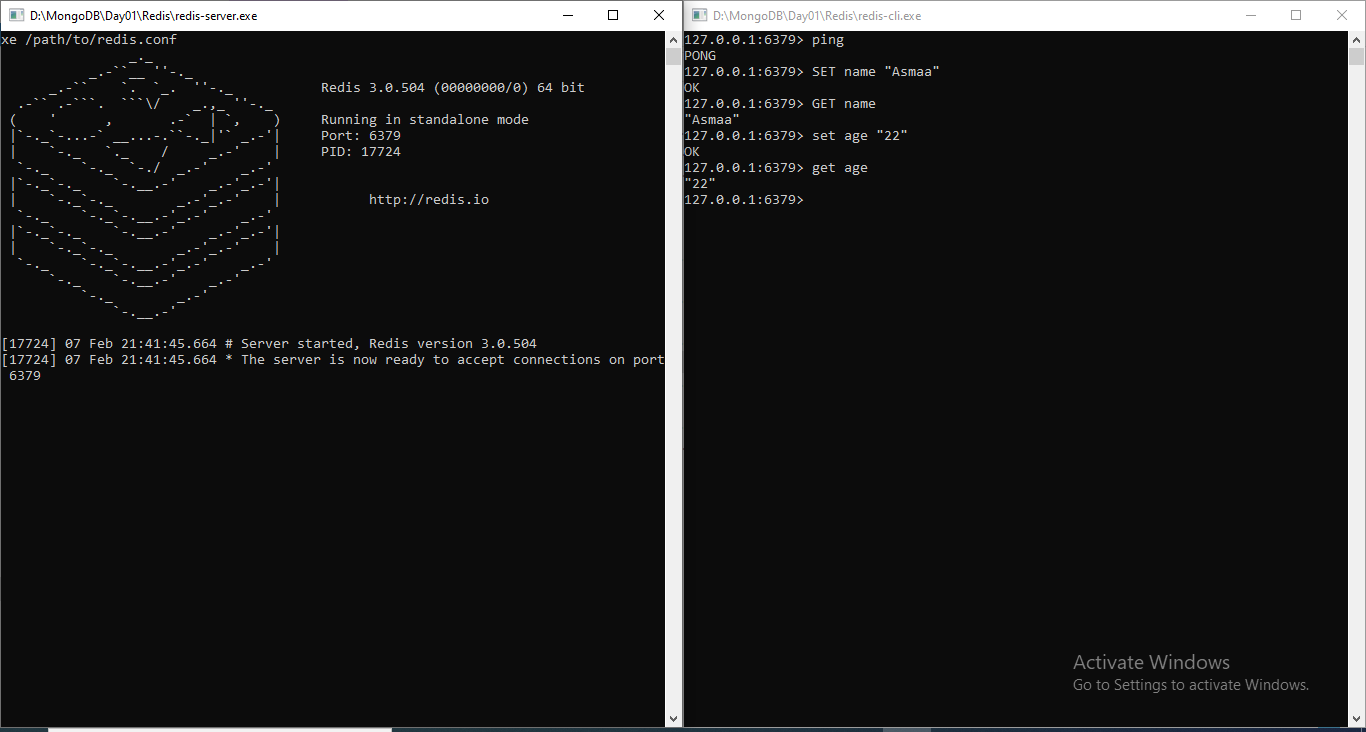 D:\MongoDB\Day01\Redis\redis-server.exe
xe /path/to/redis.conf
Redis 3.0.504 (00000000/0) 64 bit
Running in standalone mode
Port: 6379
PID: 17724
http://redis.io
[17724] 07 Feb 21:41:45.664 # Server started, Redis version 3.0.504
[17724] 07 Feb 21:41:45.664 * The server is now ready to accept connections on port
6379
D:\MongoDB\Day01\Redis\redis-cli.exe
127.0.0.1:6379> ping
PONG
127.0.0.1:6379> SET name "Asmaa"
OK
127.0.0.1:6379> GET name
"Asmaa"
127.0.0.1:6379> set age "22"
OK
127.0.0.1:6379> get age
"22"
127.0.0.1:6379>
Activate Windows
Go to Settings to activate Windows.